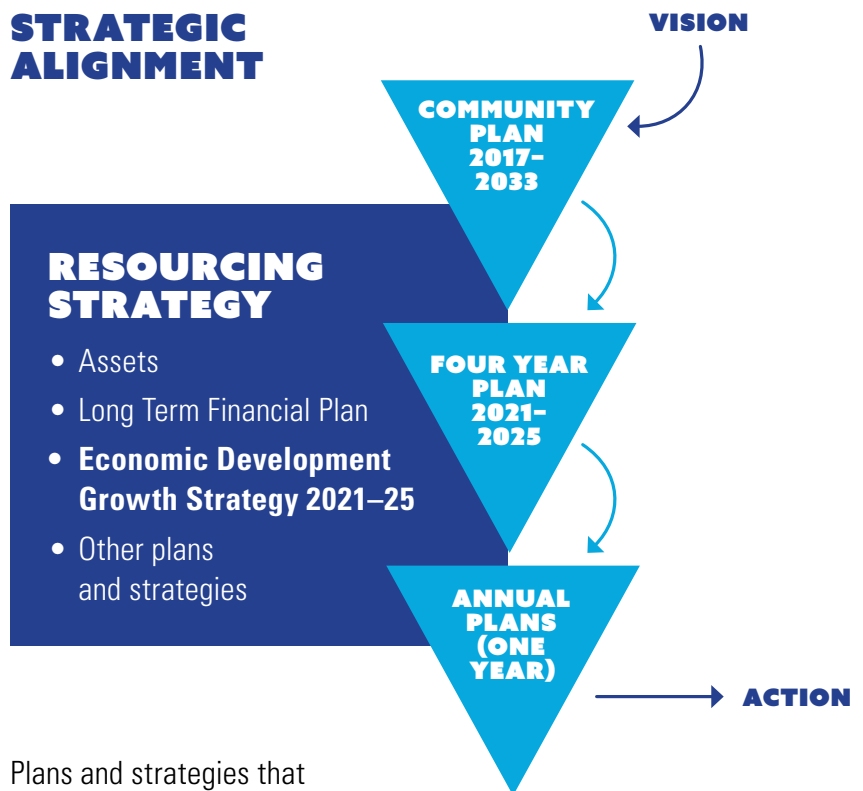 STRATEGIC
ALIGNMENT
VISION
COMMUNITY
PLAN
2017–
2033
RESOURCING
STRATEGY
• Assets
• Long Term Financial Plan
• Economic Development
Growth Strategy 2021–25
• Other plans
and strategies
FOUR YEAR
PLAN
2021–
2025
ANNUAL
PLANS
(ONE
YEAR)
ACTION
Plans and strategies that